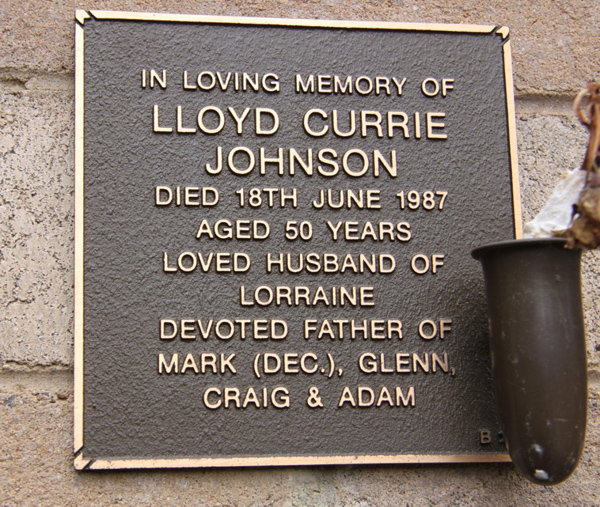 IN LOVING MEMORY OF
LLOYD CURRIE
JOHNSON
DIED 18TH JUNE 1987
AGED 50 YEARS
LOVED HUSBAND OF
LORRAINE
DEVOTED FATHER OF
MARK (DEC.), GLENN,
CRAIG & ADAM
B